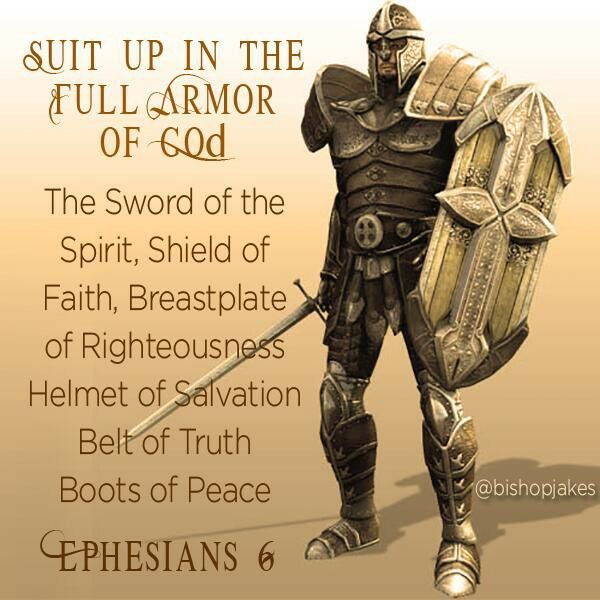 SUIT UP IN THE
FULL ARMOR
OF GOd
The Sword of the
Spirit, Shield of
Faith, Breastplate
of Righteousness
Helmet of Salvation
Belt of Truth
Boots of Peace
@bishopjakes
EPHESIANS 6